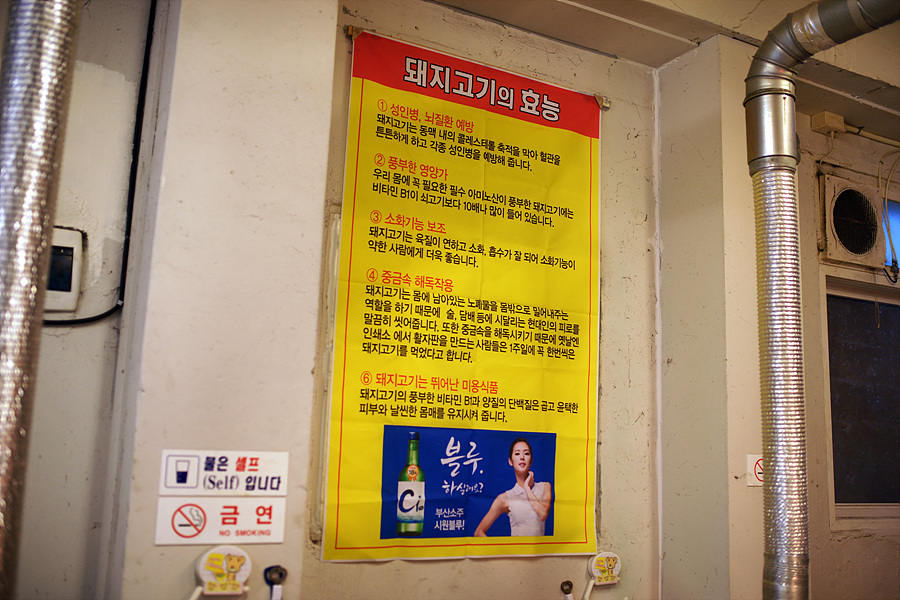 돼지고기의 효능
① 성인병, 뇌질환 예방
돼지고기는 동맥 내의 콜레스테롤 축적을 막아 혈관을
튼튼하게 하고 각종 성인병을 예방해 줍니다.
② 풍부한 영양가
우리 몸에 꼭 필요한 필수 아미노산이 풍부한 돼지고기에는
비타민 B1이 쇠고기보다 10배나 많이 들어 있습니다.
③ 소화기능 보조
돼지고기는 육질이 연하고 소화, 흡수가 잘 되어 소화기능이
약한 사람에게 더욱 좋습니다.
④ 중금속 해독작용
돼지고기는 몸에 남아있는 노폐물을 몸밖으로 밀어내주는
역할을 하기 때문에 술, 담배 등에 시달리는 현대인의 피로를
말끔히 씻어줍니다. 또한 중금속을 해독시키기 때문에 옛날엔
인쇄소 에서 활자판을 만드는 사람들은 1주일에 꼭 한번씩은
돼지고기를 먹었다고 합니다.
⑥ 돼지고기는 뛰어난 미용식품
돼지고기의 풍부한 비타민 B1과 양질의 단백질은 곱고 윤택한
피부와 날씬한 몸매를 유지시켜 줍니다.
블루.
하실래요?
부산소주
시원블루!
물은 셀프
(Self) 입니다
금 연
NO SMOKING